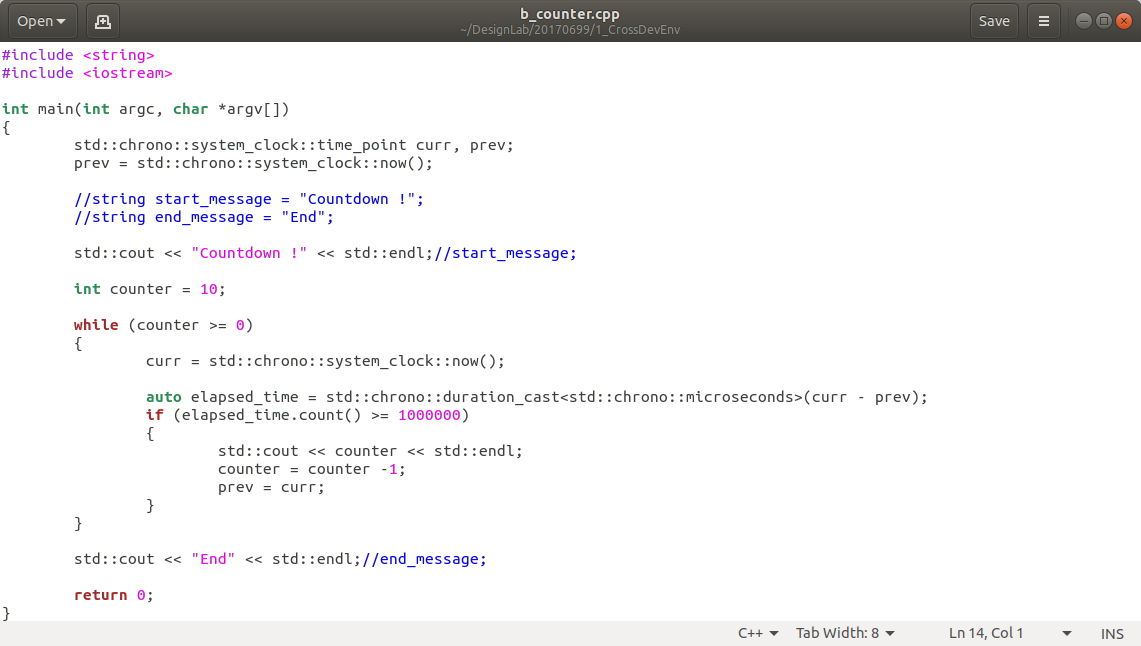 Open
b_counter.cpp
~/DesignLab/20170699/1_CrossDevEnv
Save
#include <string>
#include <iostream>

int main(int argc, char *argv[])
{
        std::chrono::system_clock::time_point curr, prev;
        prev = std::chrono::system_clock::now();

        //string start_message = "Countdown !";
        //string end_message = "End";

        std::cout << "Countdown !" << std::endl;//start_message;

        int counter = 10;

        while (counter >= 0)
        {
                curr = std::chrono::system_clock::now();

                auto elapsed_time = std::chrono::duration_cast<std::chrono::microseconds>(curr - prev);
                if (elapsed_time.count() >= 1000000)
                {
                        std::cout << counter << std::endl;
                        counter = counter -1;
                        prev = curr;
                }
        }

        std::cout << "End" << std::endl;//end_message;

        return 0;
}
C++ Tab Width: 8 Ln 14, Col 1 INS